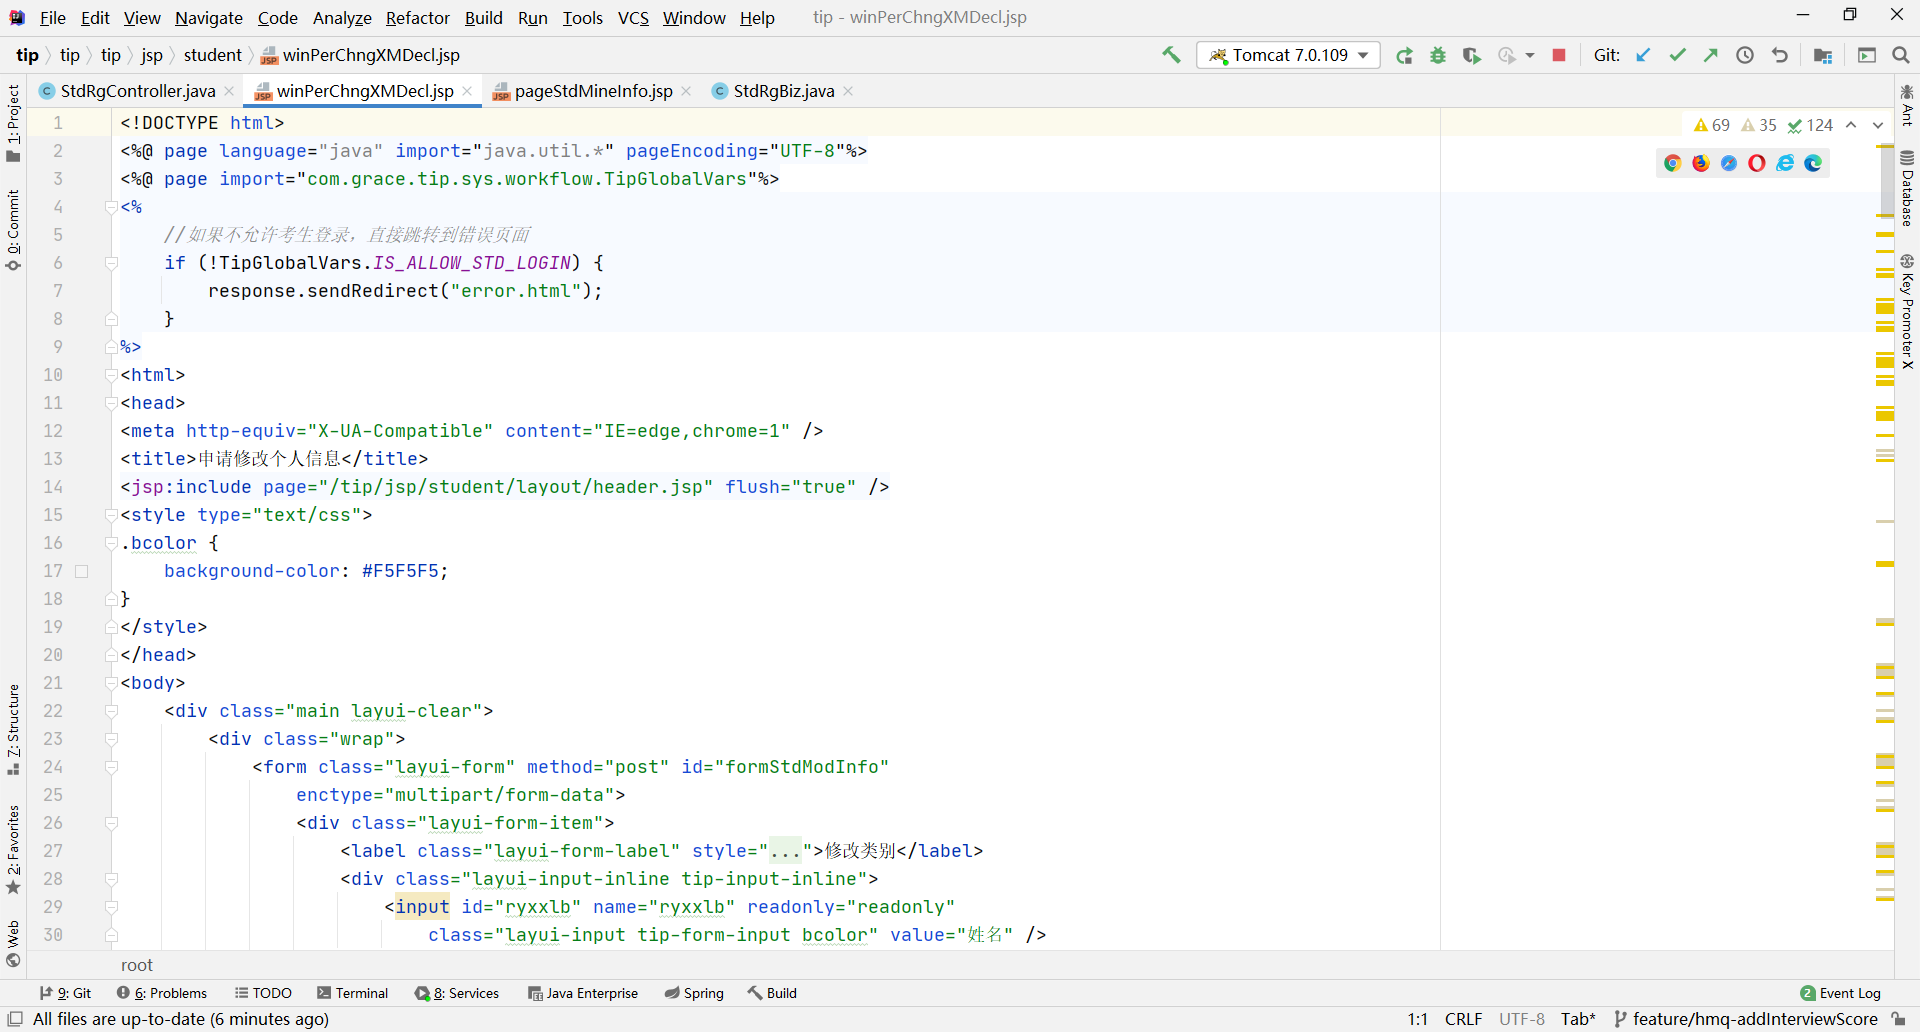 File Edit View Navigate Code Analyze Refactor Build Run Tools VCS Window Help tip - winPerChngXMDecl.jsp
tip tip tip jsp student winPerChngXMDecl.jsp Tomcat 7.0.109 Git:
StdRgController.java winPerChngXMDecl.jsp pageStdMineInfo.jsp StdRgBiz.java
69 35 124
1 <!DOCTYPE html>
2 <%@ page language="java" import="java.util.*" pageEncoding="UTF-8"%>
3 <%@ page import="com.grace.tip.sys.workflow.TipGlobalVars"%>
4 <%
5 //如果不允许考生登录，直接跳转到错误页面
6 if (!TipGlobalVars.IS_ALLOW_STD_LOGIN) {
7 response.sendRedirect("error.html");
8 }
9 %>
10 <html>
11 <head>
12 <meta http-equiv="X-UA-Compatible" content="IE=edge,chrome=1" />
13 <title>申请修改个人信息</title>
14 <jsp:include page="/tip/jsp/student/layout/header.jsp" flush="true" />
15 <style type="text/css">
16 .bcolor {
17 background-color: #F5F5F5;
18 }
19 </style>
20 </head>
21 <body>
22 <div class="main layui-clear">
23 <div class="wrap">
24 <form class="layui-form" method="post" id="formStdModInfo"
25 enctype="multipart/form-data">
26 <div class="layui-form-item">
27 <label class="layui-form-label" style="...">修改类别</label>
28 <div class="layui-input-inline tip-input-inline">
29 <input id="ryxxlb" name="ryxxlb" readonly="readonly"
30 class="layui-input tip-form-input bcolor" value="姓名" />
root
1: Project
0: Commit
7: Structure
2: Favorites
Web
Ant
Database
Key Promoter X
9: Git 6: Problems TODO Terminal 8: Services Java Enterprise Spring Build 2 Event Log
All files are up-to-date (6 minutes ago) 1:1 CRLF UTF-8 Tab* feature/hmq-addInterviewScore